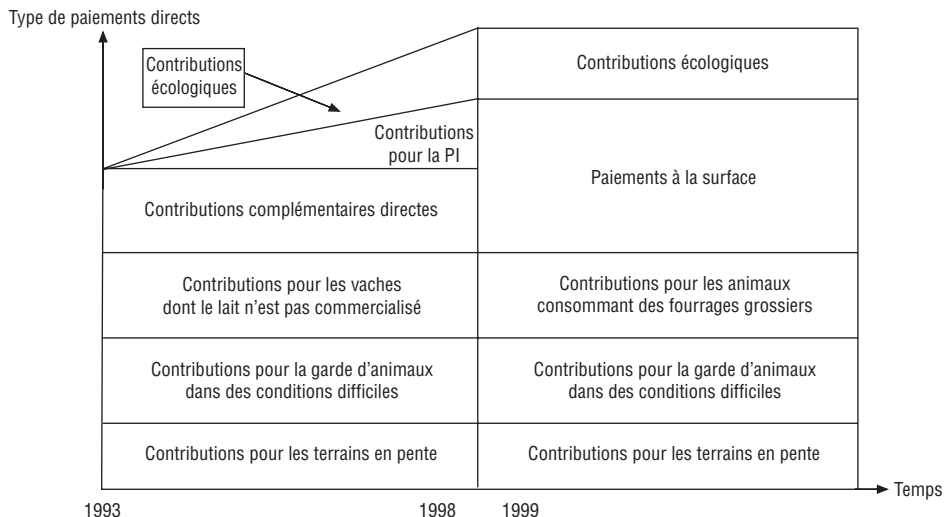 Type de paiements directs
Contributions
écologiques
Contributions écologiques
Contributions
pour la PI
Paiements à la surface
Contributions complémentaires directes
Contributions pour les vaches
dont le lait n'est pas commercialisé
Contributions pour les animaux
consommant des fourrages grossiers
Contributions pour la garde d'animaux
dans des conditions difficiles
Contributions pour la garde d'animaux
dans des conditions difficiles
Contributions pour les terrains en pente
Contributions pour les terrains en pente
Temps
1993
1998
1999